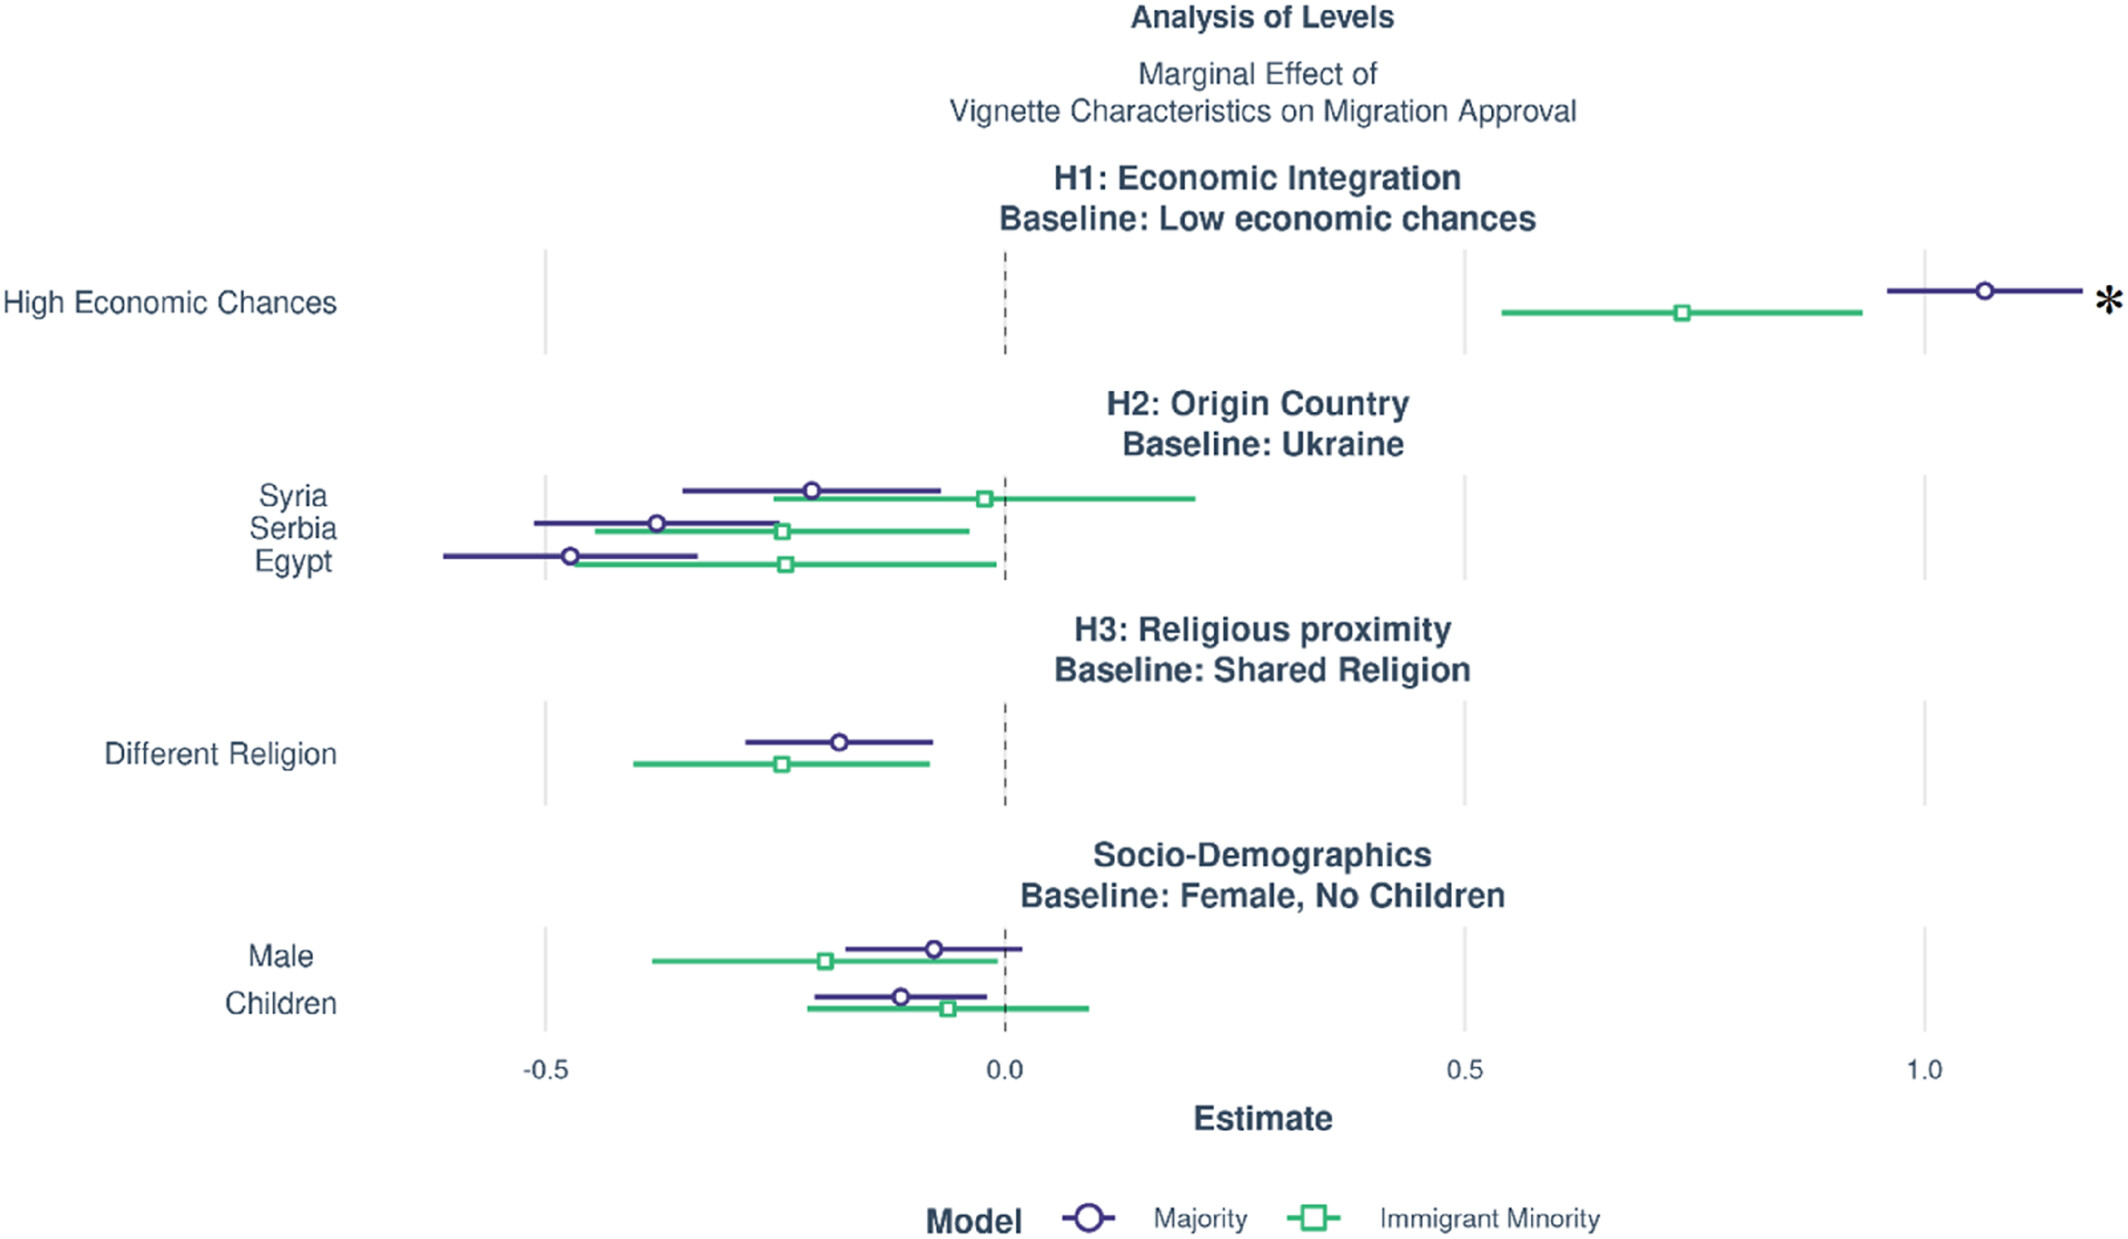 Analysis of Levels
Marginal Effect of
Vignette Characteristics on Migration Approval
H1: Economic Integration
Baseline: Low economic chances
High Economic Chances
*
H2: Origin Country
Baseline: Ukraine
Syria
Serbia
Egypt
H3: Religious proximity
Baseline: Shared Religion
Different Religion
Socio-Demographics
Baseline: Female, No Children
Male
Children
-0.5 0.0 0.5 1.0
Estimate
Model Majority Immigrant Minority